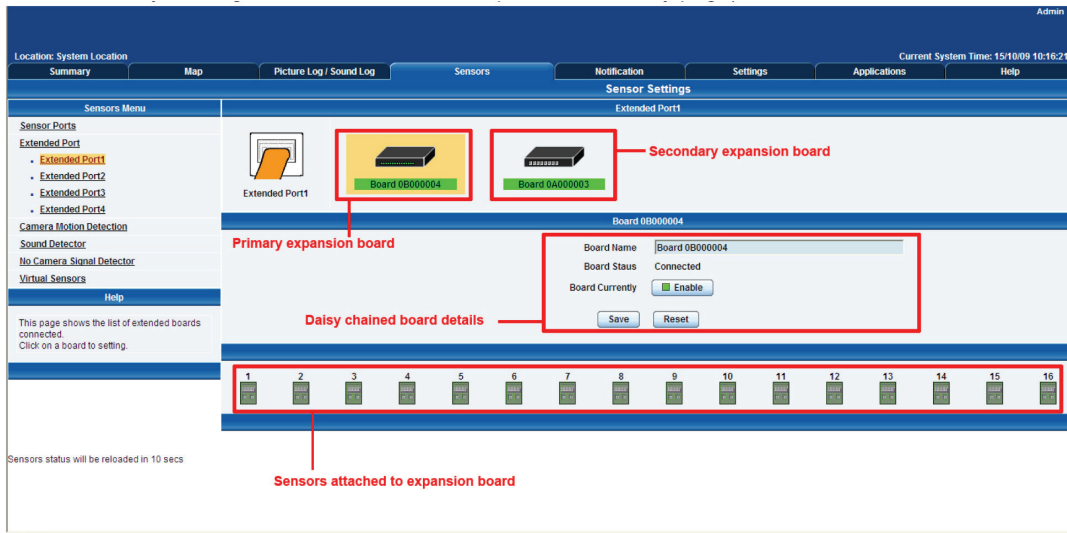 Admin
Location: System Location
Current System Time: 15/10/09 10:16:21
Summary Map Picture Log / Sound Log Sensors Notification Settings Applications Help
Sensor Settings
Sensors Menu
Extended Port1
Sensor Ports
Extended Port
Extended Port1
Extended Port2
Extended Port3
Extended Port4
Camera Motion Detection
Sound Detector
No Camera Signal Detector
Virtual Sensors
Help
This page shows the list of extended boards
connected.
Click on a board to setting.
Extended Port1
Board 0B000004
Board 0A000003
Secondary expansion board
Primary expansion board
Board 0B000004
Board Name Board 0B000004
Board Staus Connected
Board Currently Enable
Save Reset
Daisy chained board details
1 2 3 4 5 6 7 8 9 10 11 12 13 14 15 16
Sensors status will be reloaded in 10 secs
Sensors attached to expansion board